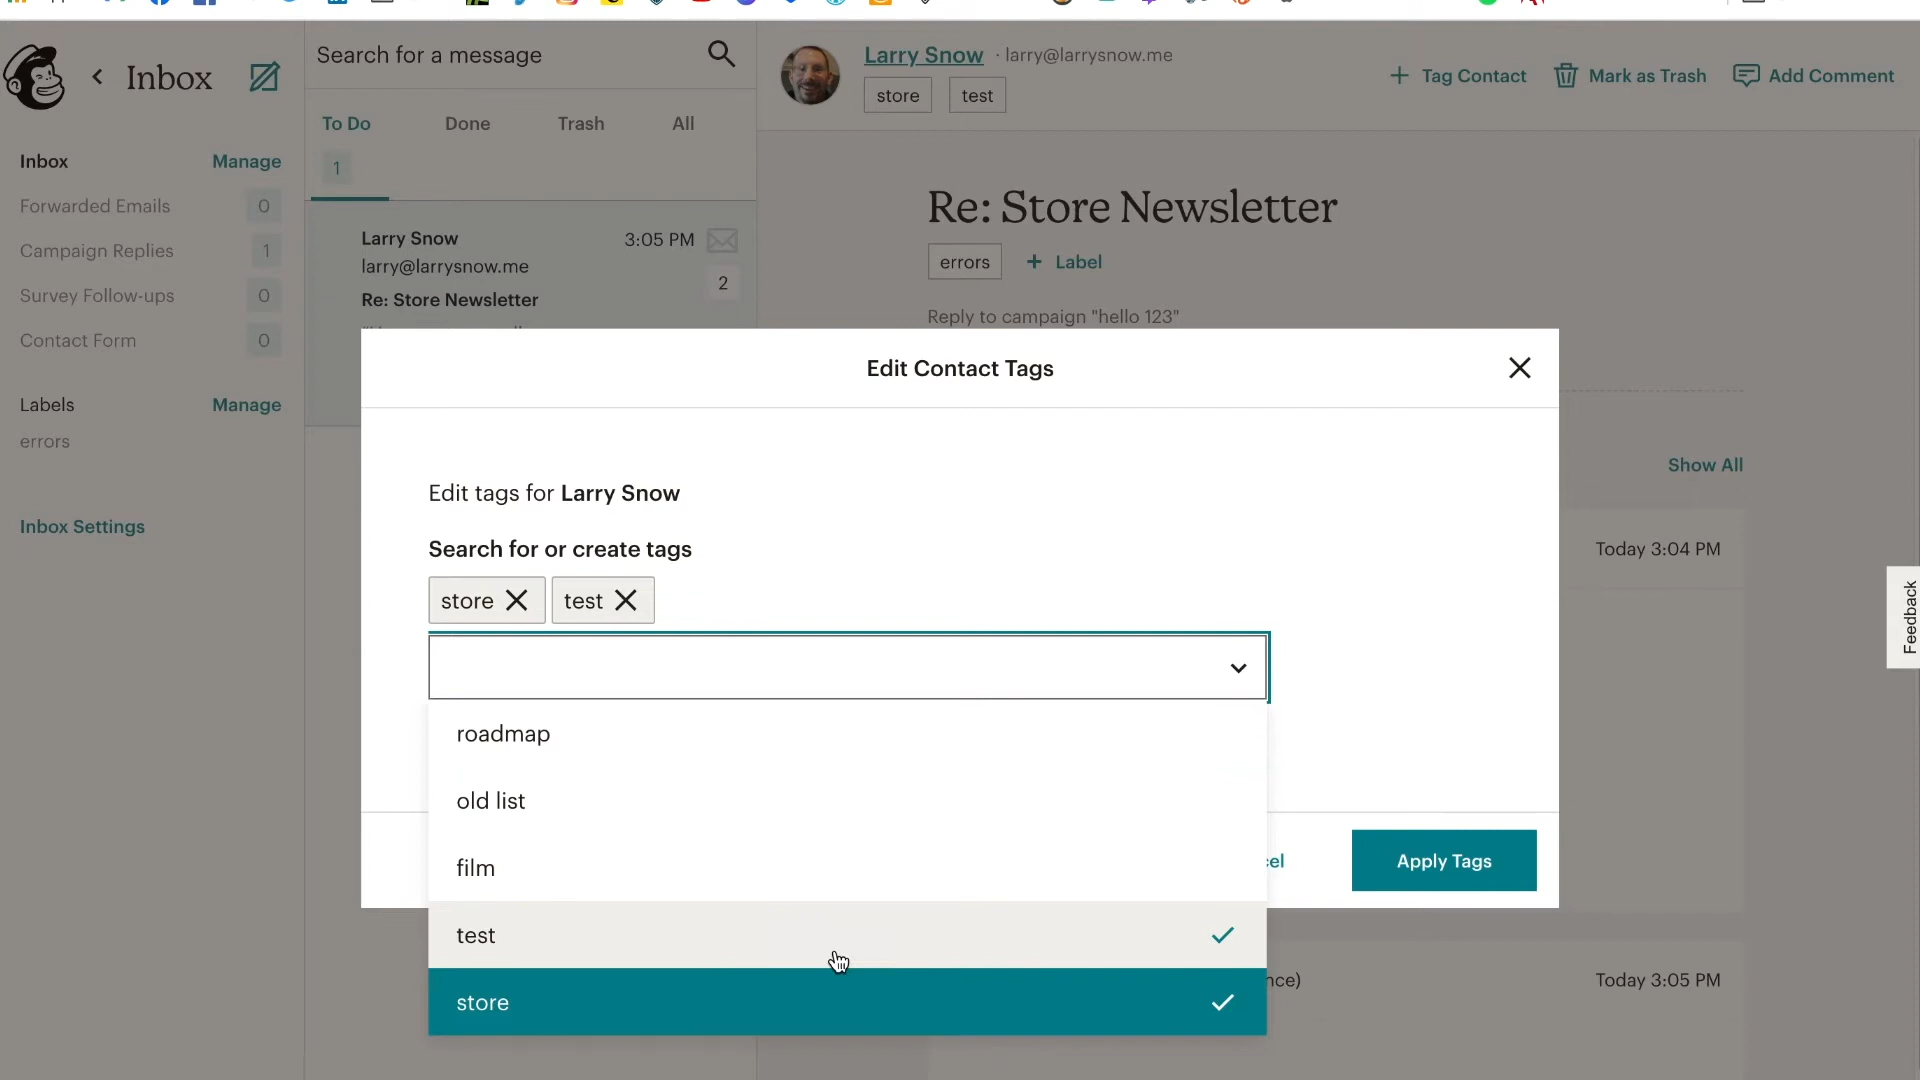 Inbox
Search for a message
Larry Snow · larry@larrysnow.me
store test
+ Tag Contact
Mark as Trash
Add Comment
To Do Done Trash All
1
Inbox Manage
Forwarded Emails 0
Campaign Replies 1
Survey Follow-ups 0
Contact Form 0
Labels Manage
errors
Inbox Settings
Larry Snow 3:05 PM
larry@larrysnow.me
2
Re: Store Newsletter
Re: Store Newsletter
errors + Label
Reply to campaign "hello 123"
Show All
Today 3:04 PM
Edit Contact Tags
Edit tags for Larry Snow
Search for or create tags
store test
roadmap
old list
film
test
store
Apply Tags
Today 3:05 PM
Feedback